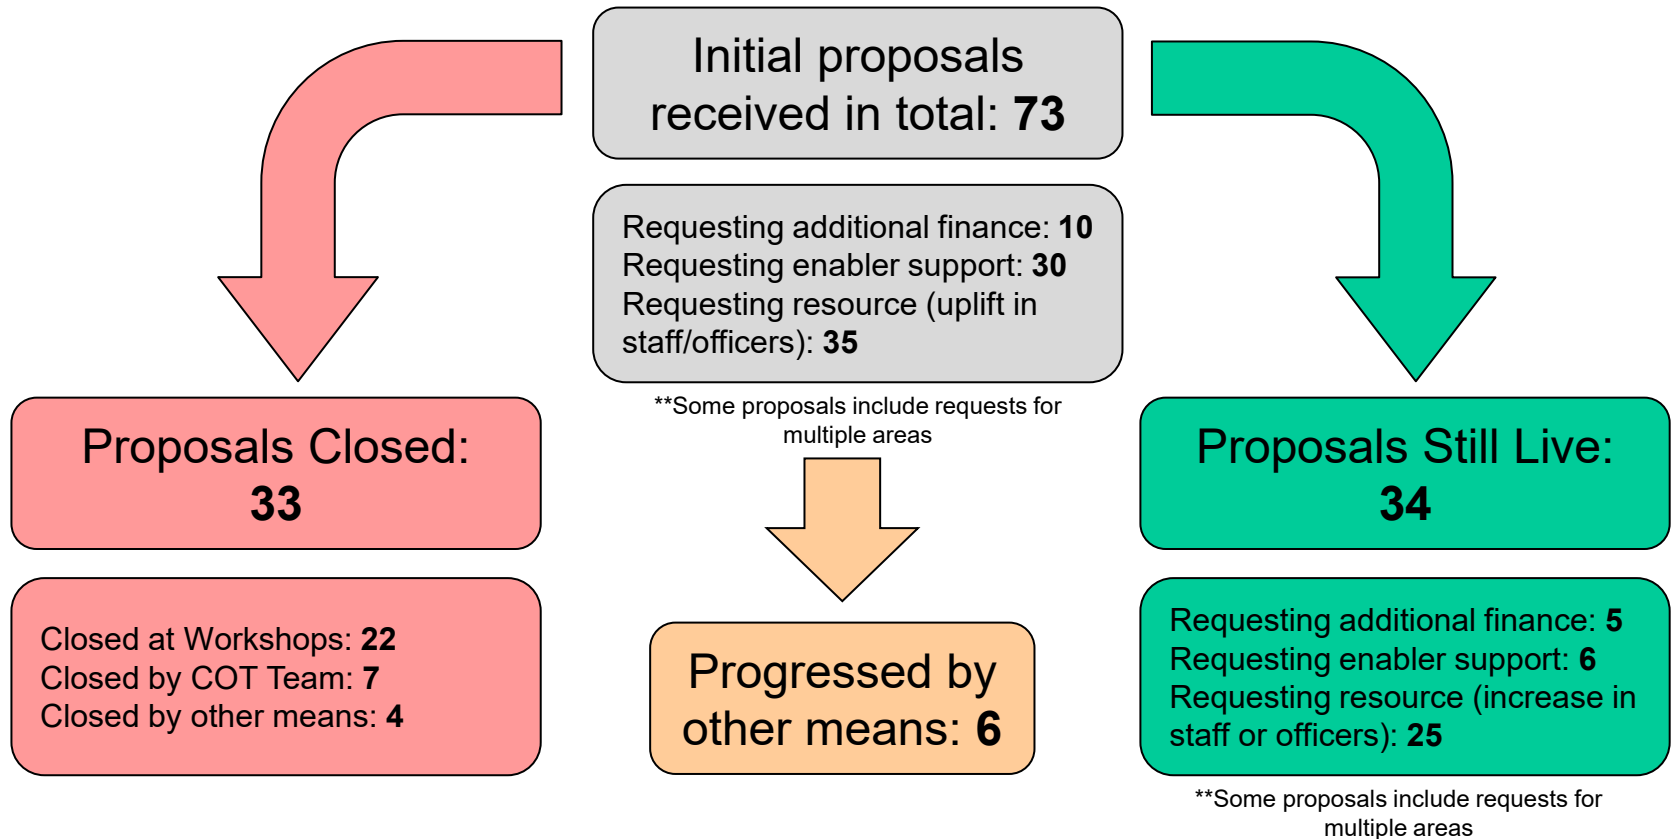 Initial proposals
received in total: 73
Requesting additional finance: 10
Requesting enabler support: 30
Requesting resource (uplift in
staff/officers): 35
**Some proposals include requests for
multiple areas
Proposals Closed:
33
Closed at Workshops: 22
Closed by COT Team: 7
Closed by other means: 4
Progressed by
other means: 6
Proposals Still Live:
34
Requesting additional finance: 5
Requesting enabler support: 6
Requesting resource (increase in
staff or officers): 25
**Some proposals include requests for
multiple areas